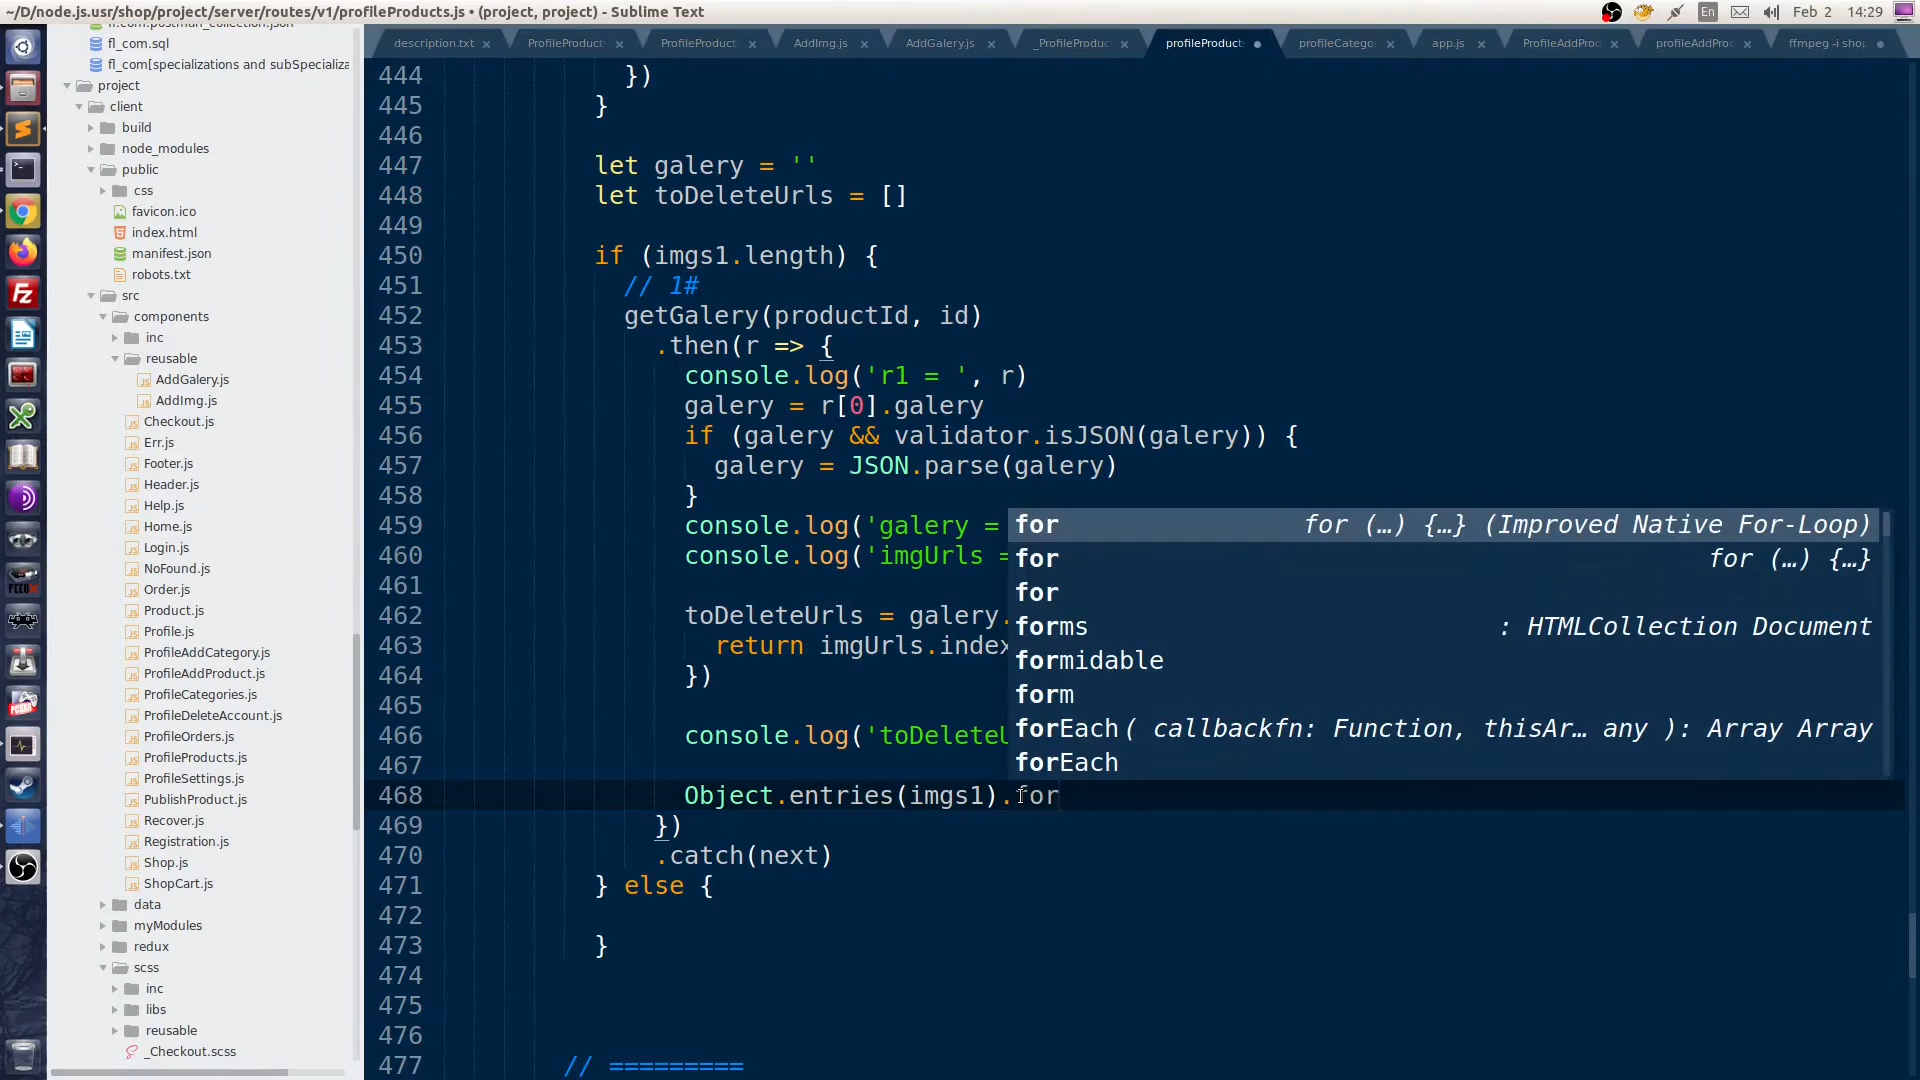 ~/D/node.js.usr/shop/project/server/routes/v1/profileProducts.js • (project, project) - Sublime Text
En
Feb 2
14:29
fl_com.sql
fl_com[specializations and subSpecializa
project
client
build
node_modules
public
css
favicon.ico
index.html
manifest.json
robots.txt
src
components
inc
reusable
AddGalery.js
AddImg.js
Checkout.js
Err.js
Footer.js
Header.js
Help.js
Home.js
Login.js
NoFound.js
Order.js
Product.js
Profile.js
ProfileAddCategory.js
ProfileAddProduct.js
ProfileCategories.js
ProfileDeleteAccount.js
ProfileOrders.js
ProfileProducts.js
ProfileSettings.js
PublishProduct.js
Recover.js
Registration.js
Shop.js
ShopCart.js
data
myModules
redux
scss
inc
libs
reusable
_Checkout.scss
description.txt
ProfileProduct
ProfileProduct
AddImg.js
AddGalery.js
_ProfileProduc
profileProduct
profileCatego
app.js
ProfileAddProd
profileAddProd
ffmpeg -i sho
444 })
445 }
446
447 let galery = ''
448 let toDeleteUrls = []
449
450 if (imgs1.length) {
451 // 1#
452 getGalery(productId, id)
453 .then(r => {
454 console.log('r1 = ', r)
455 galery = r[0].galery
456 if (galery && validator.isJSON(galery)) {
457 galery = JSON.parse(galery)
458 }
459 console.log('galery =
460 console.log('imgUrls =
461
462 toDeleteUrls = galery.
463 return imgUrls.index
464 })
465
466 console.log('toDeleteU
467
468 Object.entries(imgs1).for
469 })
470 .catch(next)
471 } else {
472
473 }
474
475
476
477 // =========
for for (…) {…} (Improved Native For-Loop)
for for (…) {…}
for
forms : HTMLCollection Document
formidable
form
forEach( callbackfn: Function, thisAr… any ): Array Array
forEach